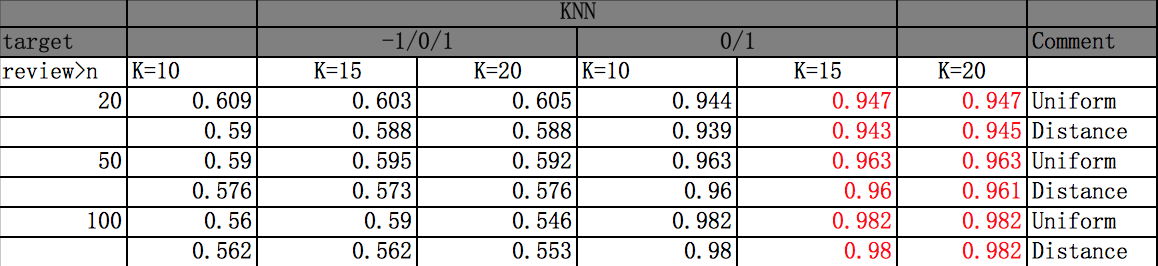 KNN
target -1/0/1 0/1 Comment
review>n K=10 K=15 K=20 K=10 K=15 K=20
20 0.609 0.603 0.605 0.944 0.947 0.947 Uniform
0.59 0.588 0.588 0.939 0.943 0.945 Distance
50 0.59 0.595 0.592 0.963 0.963 0.963 Uniform
0.576 0.573 0.576 0.96 0.96 0.961 Distance
100 0.56 0.59 0.546 0.982 0.982 0.982 Uniform
0.562 0.562 0.553 0.98 0.98 0.982 Distance